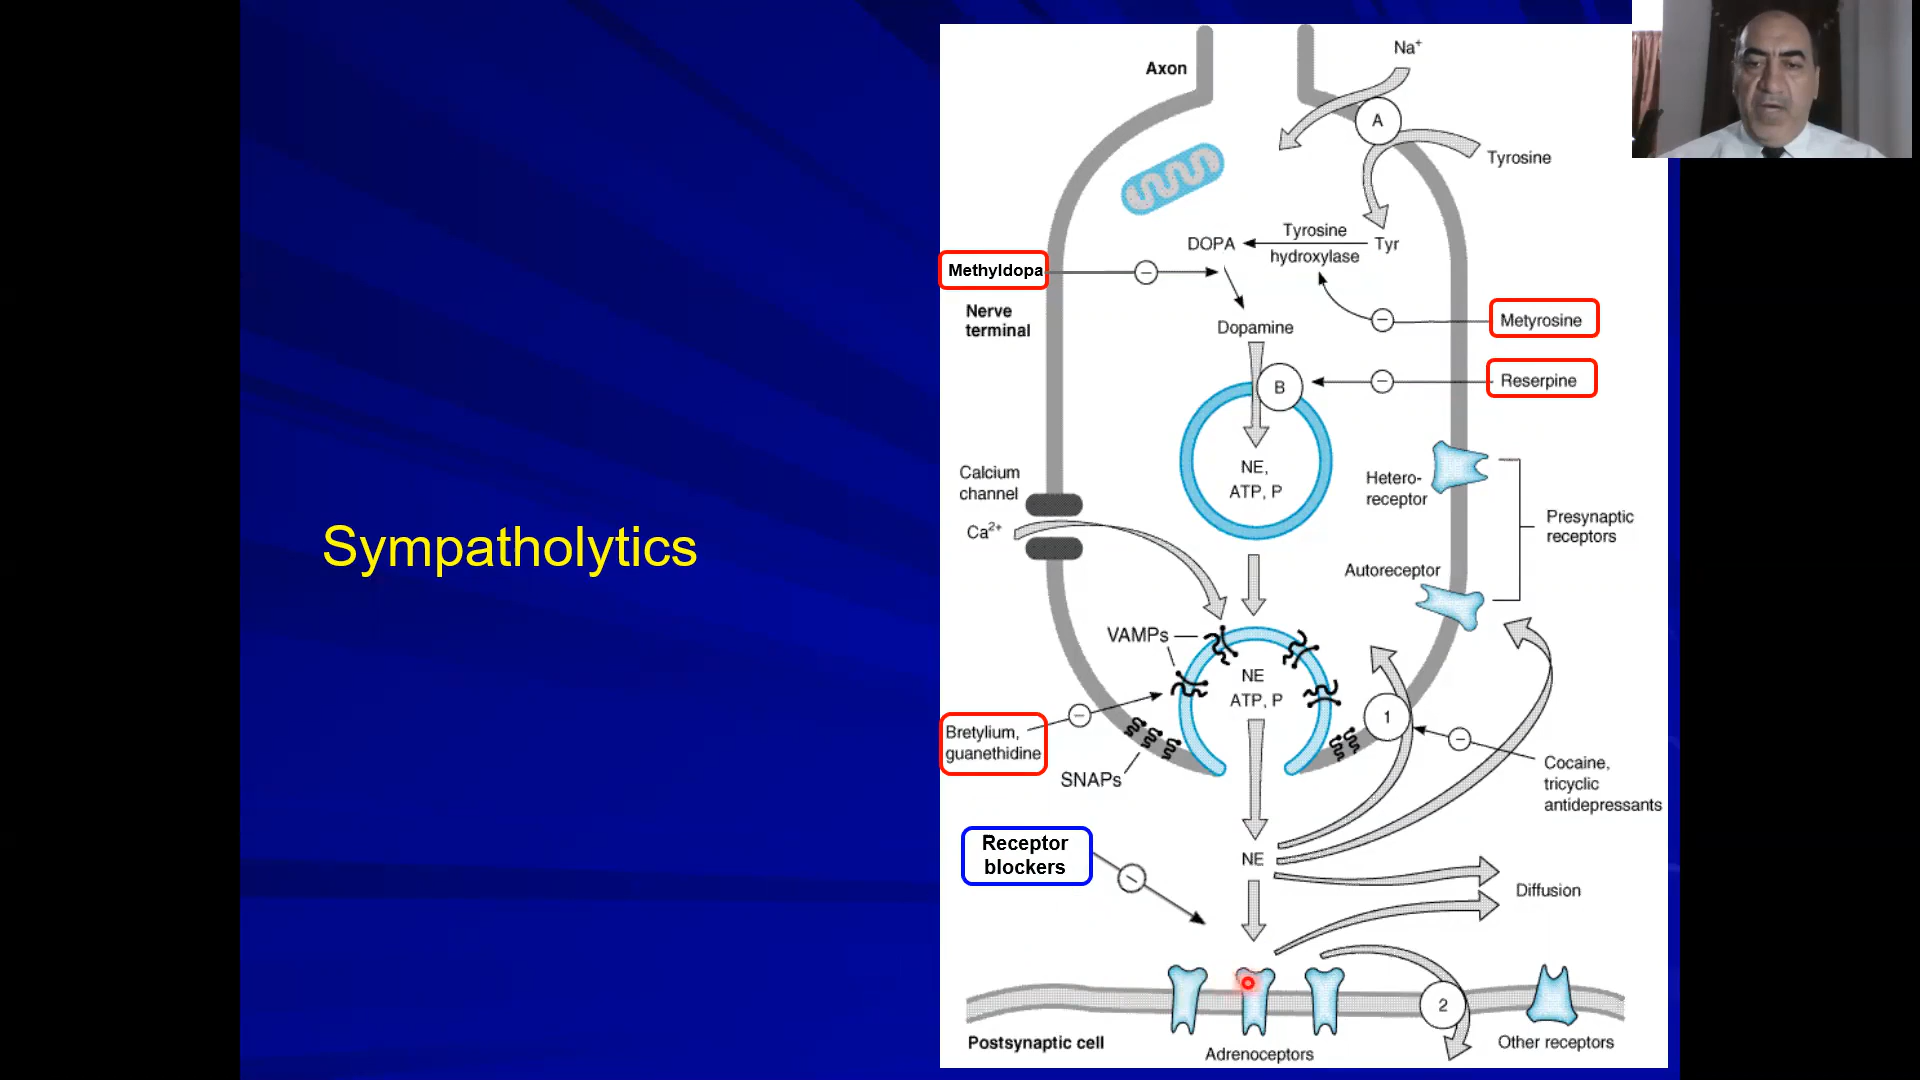 Sympatholytics
Axon
Na+
A
Tyrosine
DOPA
Tyrosine
hydroxylase
Tyr
Methyldopa
−
Nerve
terminal
Dopamine
−
Metyrosine
B
−
Reserpine
NE,
ATP, P
Calcium
channel
Ca2+
Hetero-
receptor
Presynaptic
receptors
Autoreceptor
VAMPs
NE
ATP, P
Bretylium,
guanethidine
−
SNAPs
1
−
Cocaine,
tricyclic
antidepressants
Receptor
blockers
−
NE
Diffusion
2
Postsynaptic cell
Adrenoceptors
Other receptors